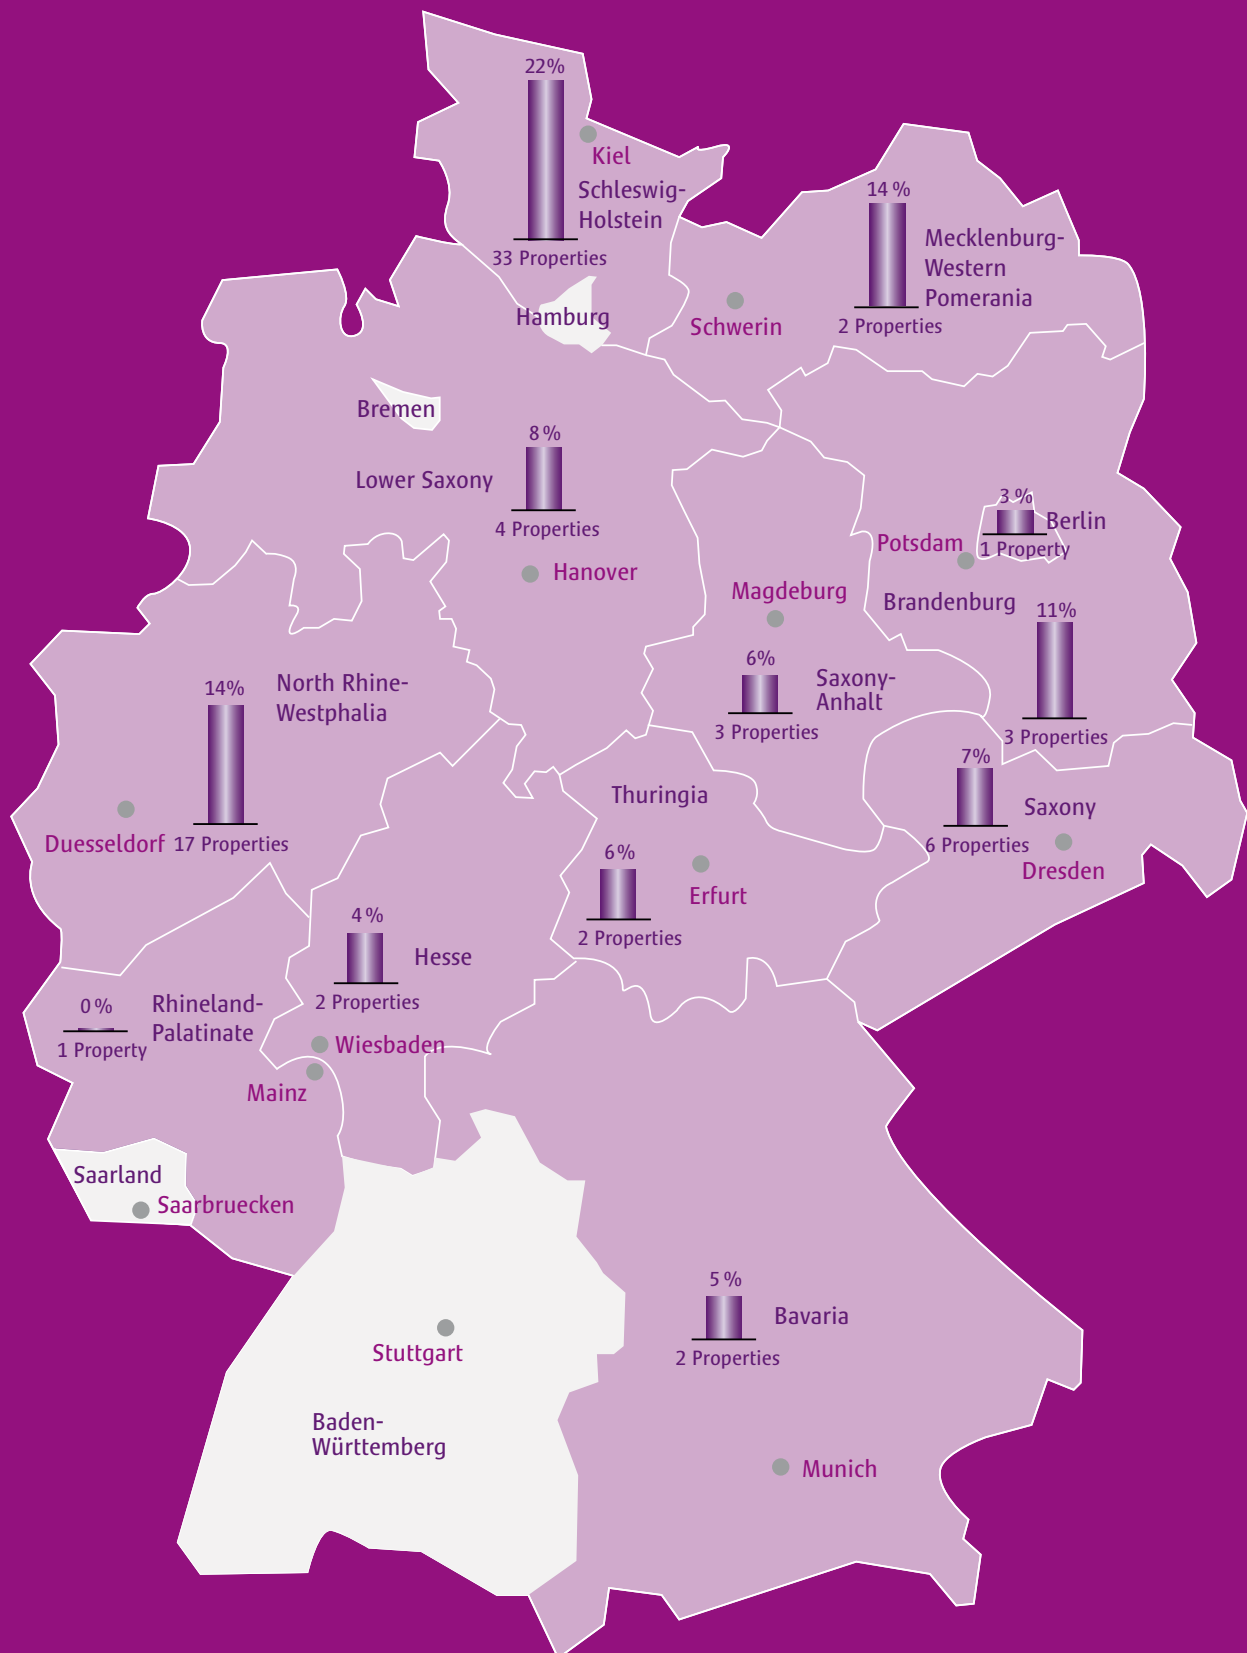 22%
Kiel
Schleswig-
Holstein
33 Properties
14 %
Mecklenburg-
Western
Pomerania
2 Properties
Schwerin
Hamburg
Bremen
8 %
Lower Saxony
4 Properties
Hanover
3 %
Berlin
1 Property
Potsdam
Brandenburg
11%
3 Properties
Magdeburg
6%
Saxony-
Anhalt
3 Properties
14%
North Rhine-
Westphalia
Duesseldorf
17 Properties
7%
Saxony
6 Properties
Dresden
Thuringia
6 %
Erfurt
2 Properties
4 %
Hesse
2 Properties
Wiesbaden
0 %
Rhineland-
Palatinate
1 Property
Mainz
Saarland
Saarbruecken
5 %
Bavaria
2 Properties
Stuttgart
Baden-
Württemberg
Munich